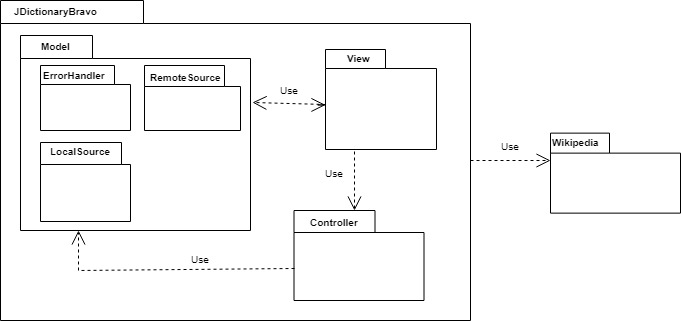 JDictionaryBravo
Model
View
ErrorHandler
RemoteSource
Use
LocalSource
Use
Wikipedia
Use
Controller
Use